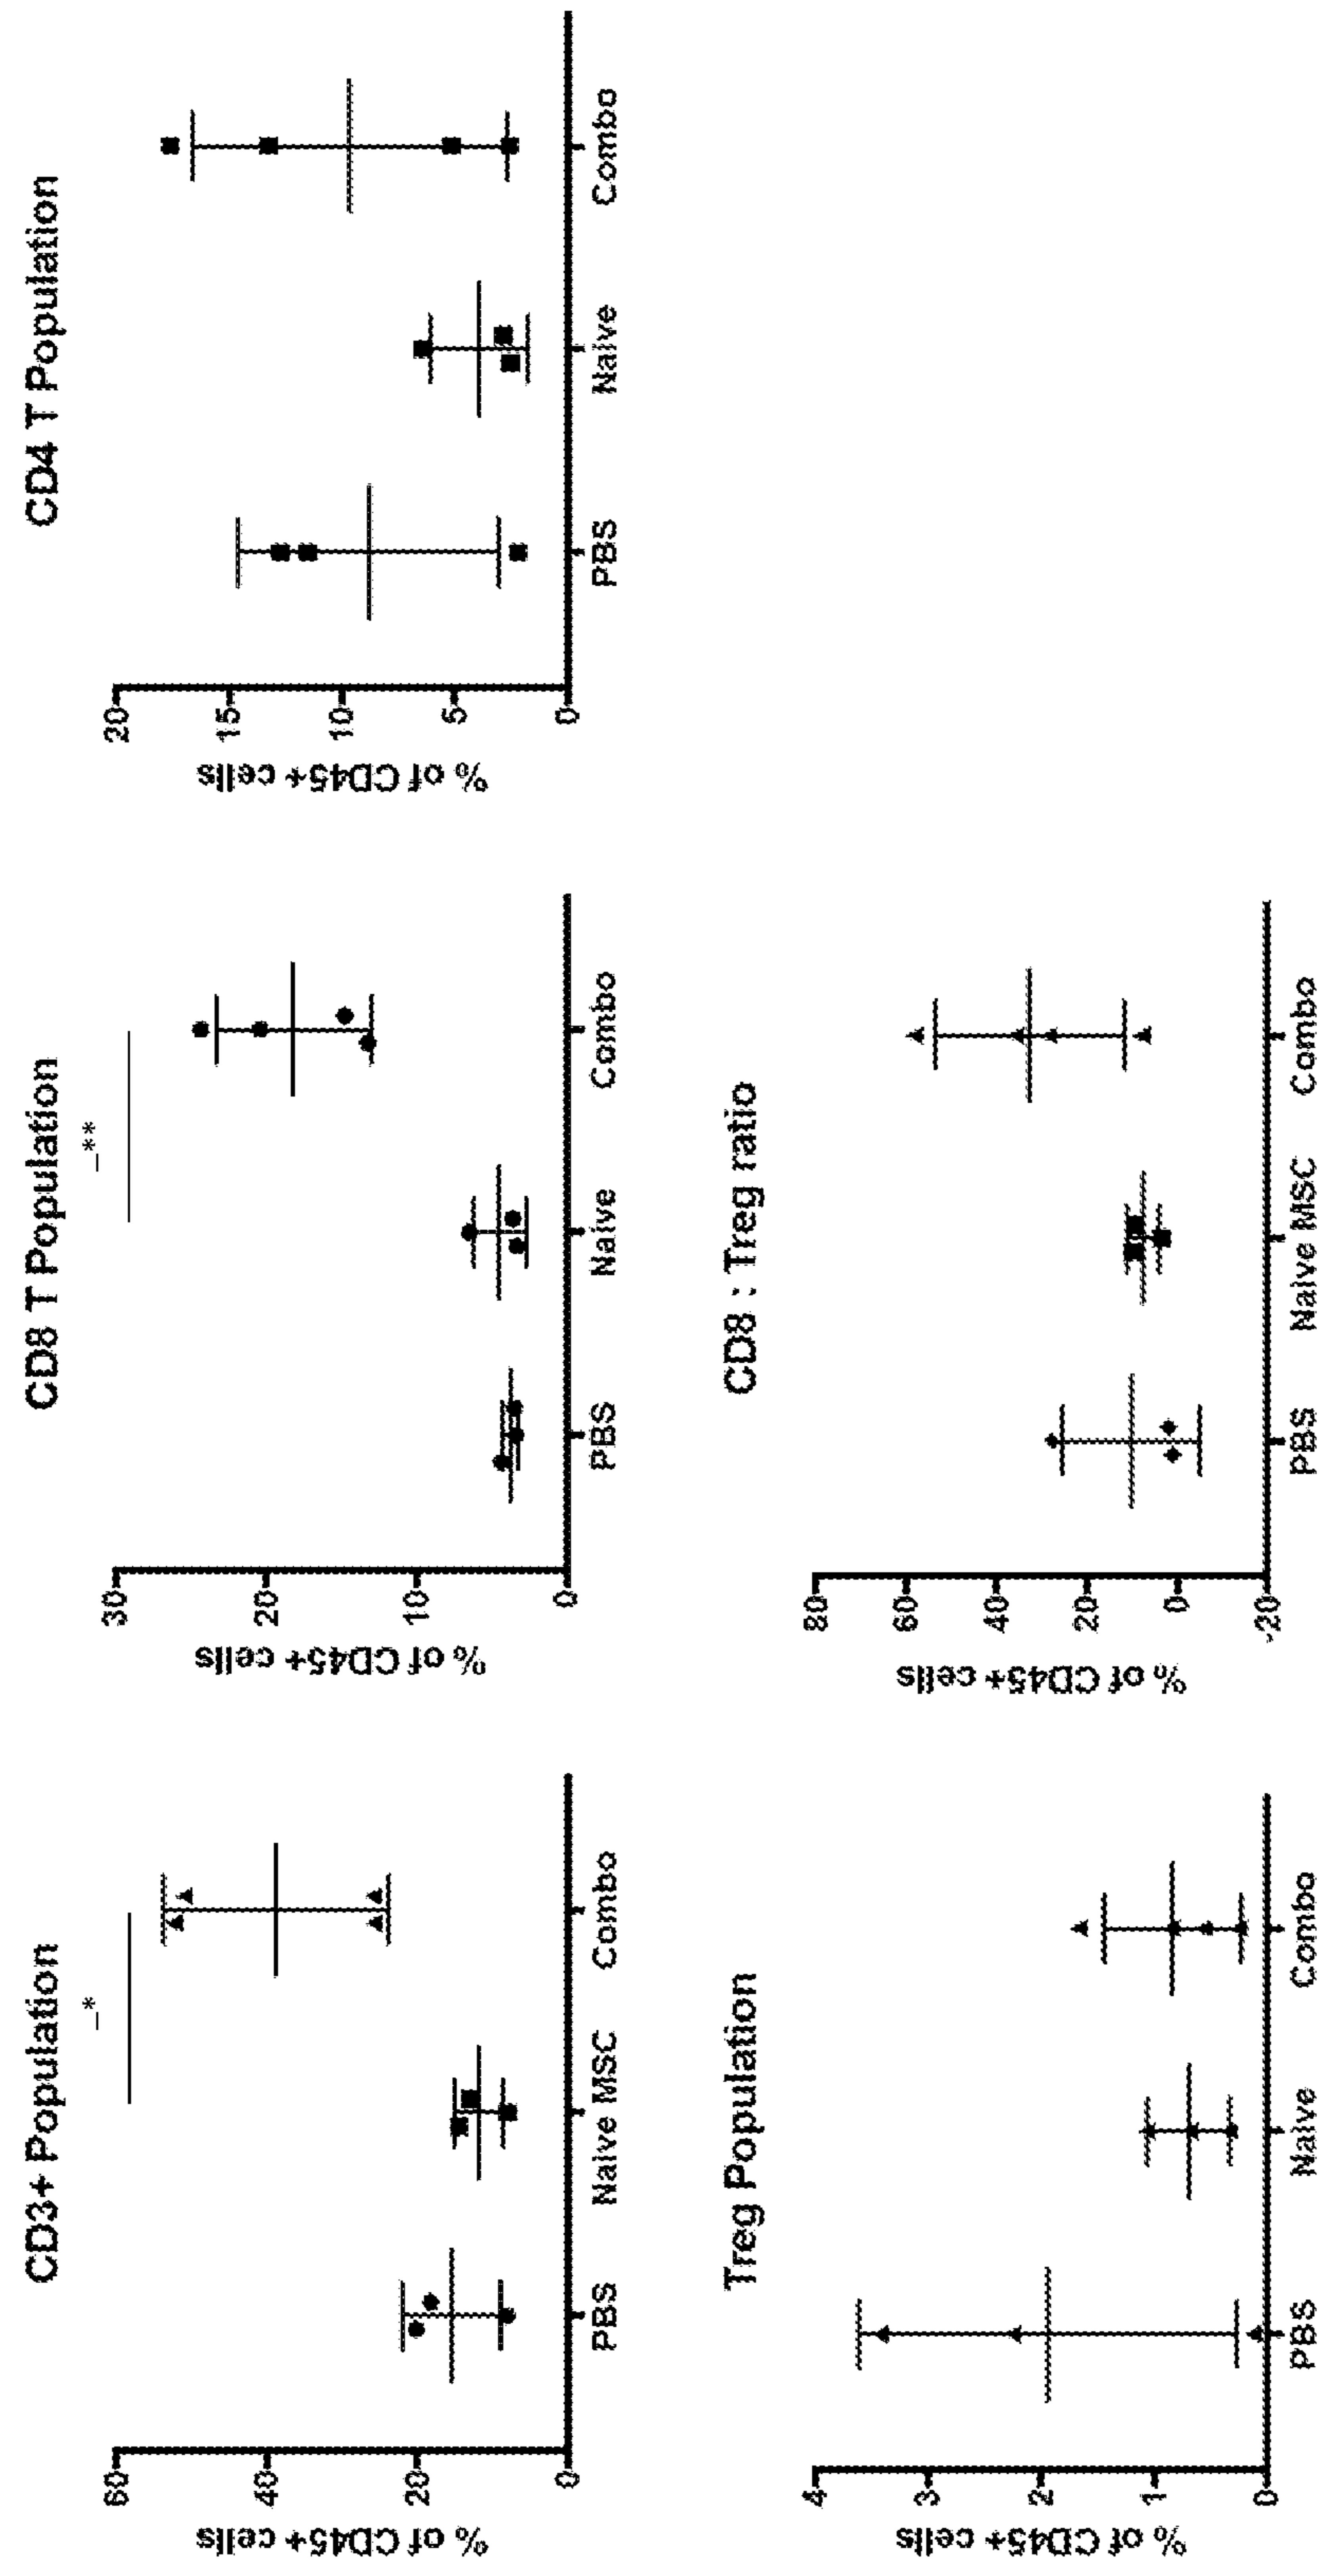 CD3+ Population
_*
% of CD45+ cells
60
40
20
0
PBS
Naive MSC
Combo
CD8 T Population
_**
% of CD45+ cells
30
20
10
0
PBS
Naive
Combo
CD4 T Population
% of CD45+ cells
20
15
10
5
0
PBS
Naive
Combo
Treg Population
% of CD45+ cells
4
3
2
1
0
PBS
Naive
Combo
CD8 : Treg ratio
% of CD45+ cells
80
60
40
20
0
-20
PBS
Naive MSC
Combo